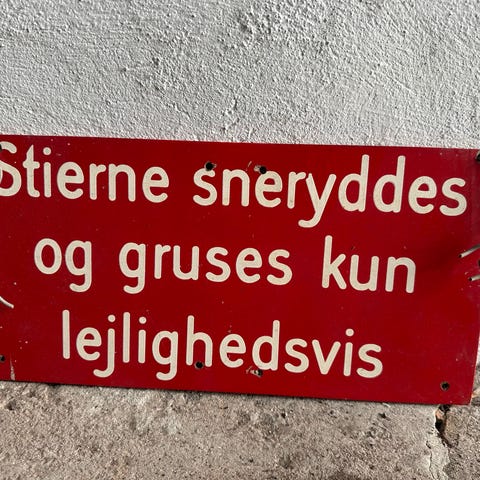 Stierne sneryddes
og gruses kun
lejlighedsvis